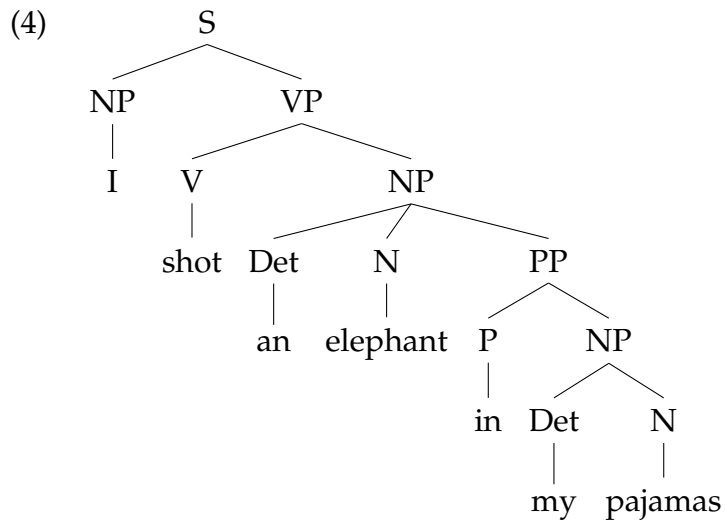 (4) S
NP VP
I V NP
shot Det N PP
an elephant P NP
in Det N
my pajamas